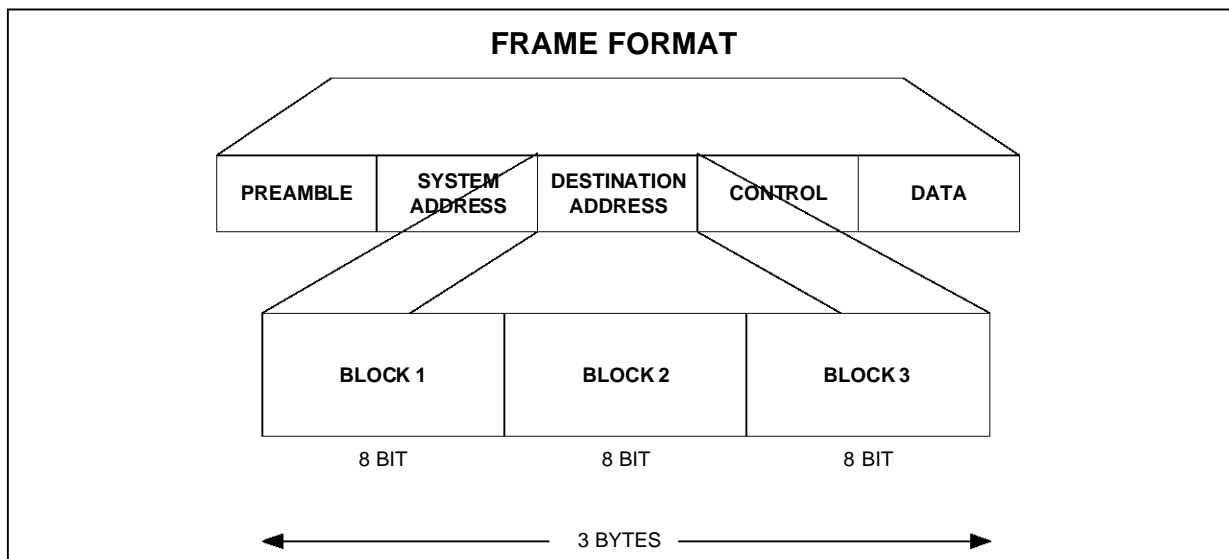 FRAME FORMAT
PREAMBLE
SYSTEM
ADDRESS
DESTINATION
ADDRESS
CONTROL
DATA
BLOCK 1
BLOCK 2
BLOCK 3
8 BIT
8 BIT
8 BIT
3 BYTES